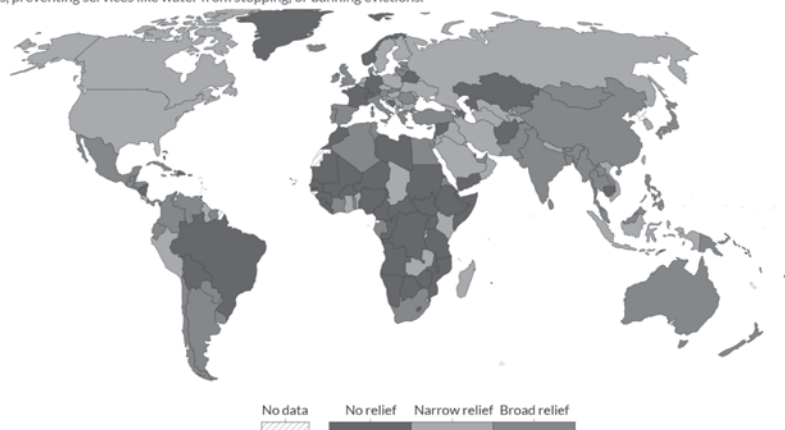 preventing services like water from stopping, or banning evictions.
No data No relief Narrow relief Broad relief